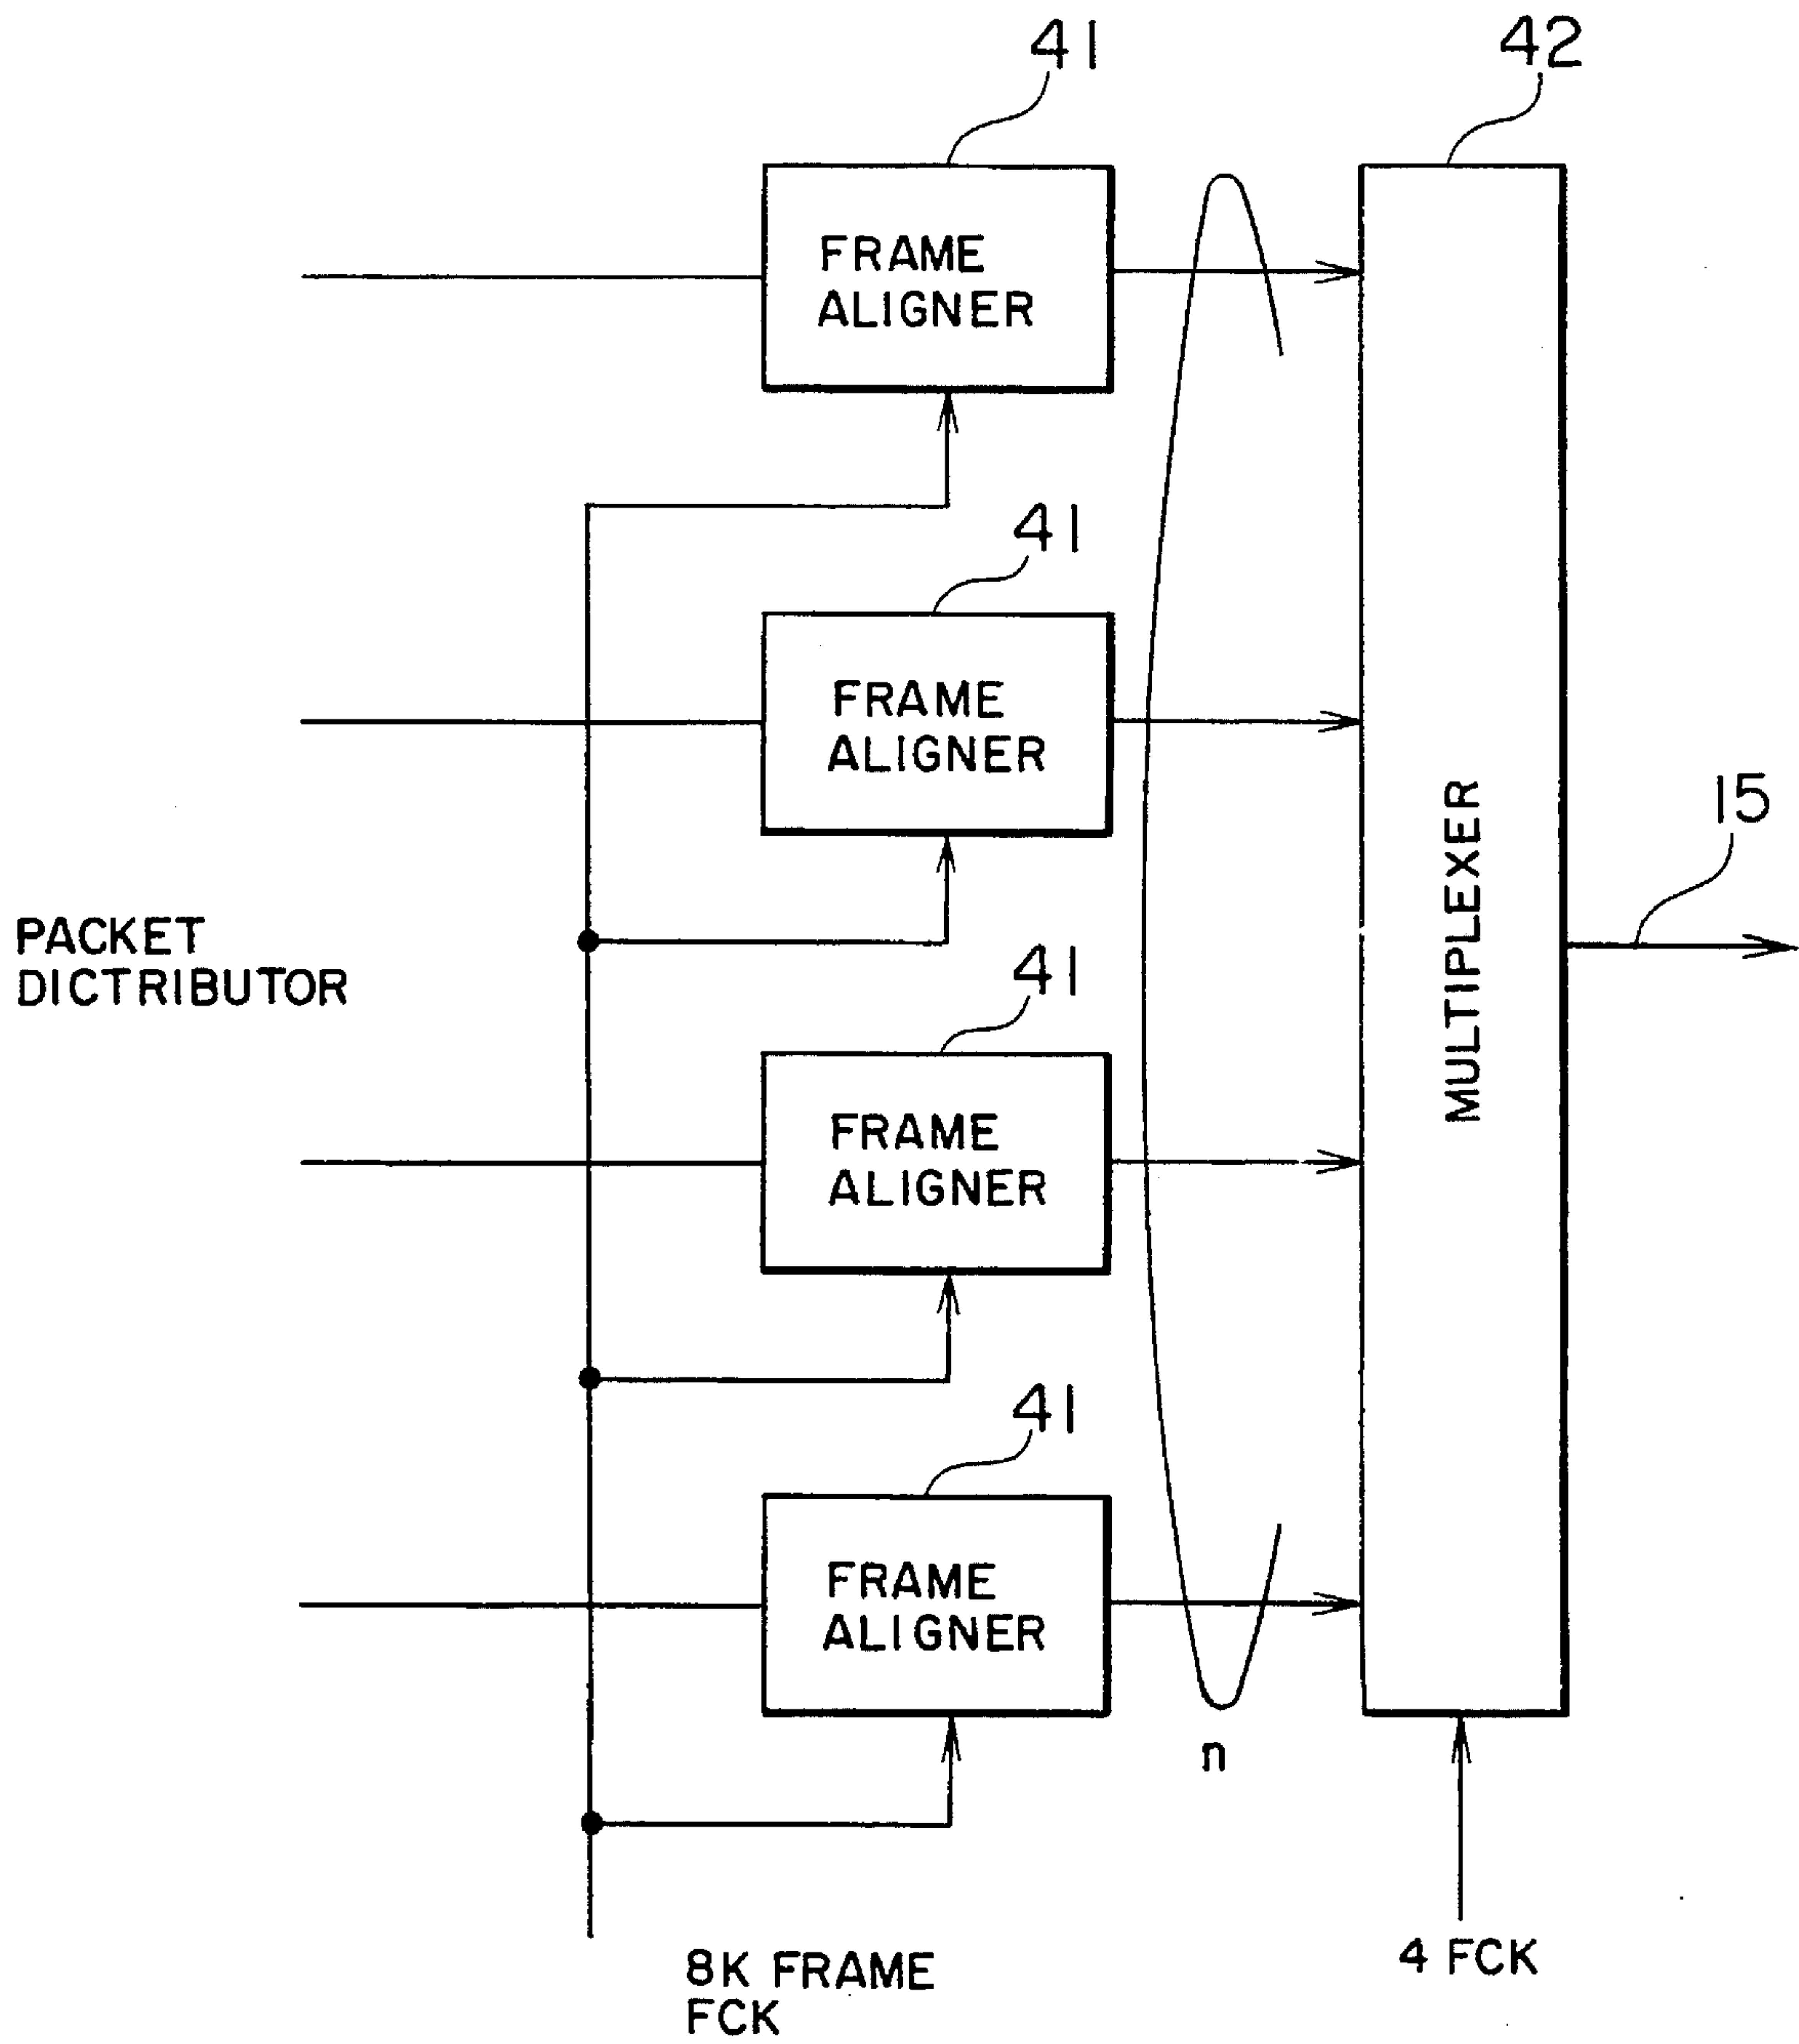 41
42
FRAME
ALIGNER
41
FRAME
ALIGNER
MULTIPLEXER
15
PACKET
DICTRIBUTOR
41
FRAME
ALIGNER
41
FRAME
ALIGNER
n
8K FRAME
FCK
4 FCK